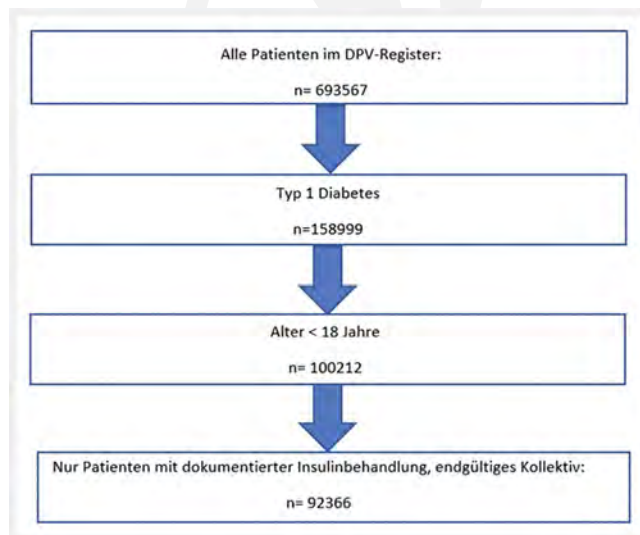 Alle Patienten im DPV-Register:
n= 693567
Typ 1 Diabetes
n=158999
Alter < 18 Jahre
n= 100212
Nur Patienten mit dokumentierter Insulinbehandlung, endgültiges Kollektiv:
n= 92366